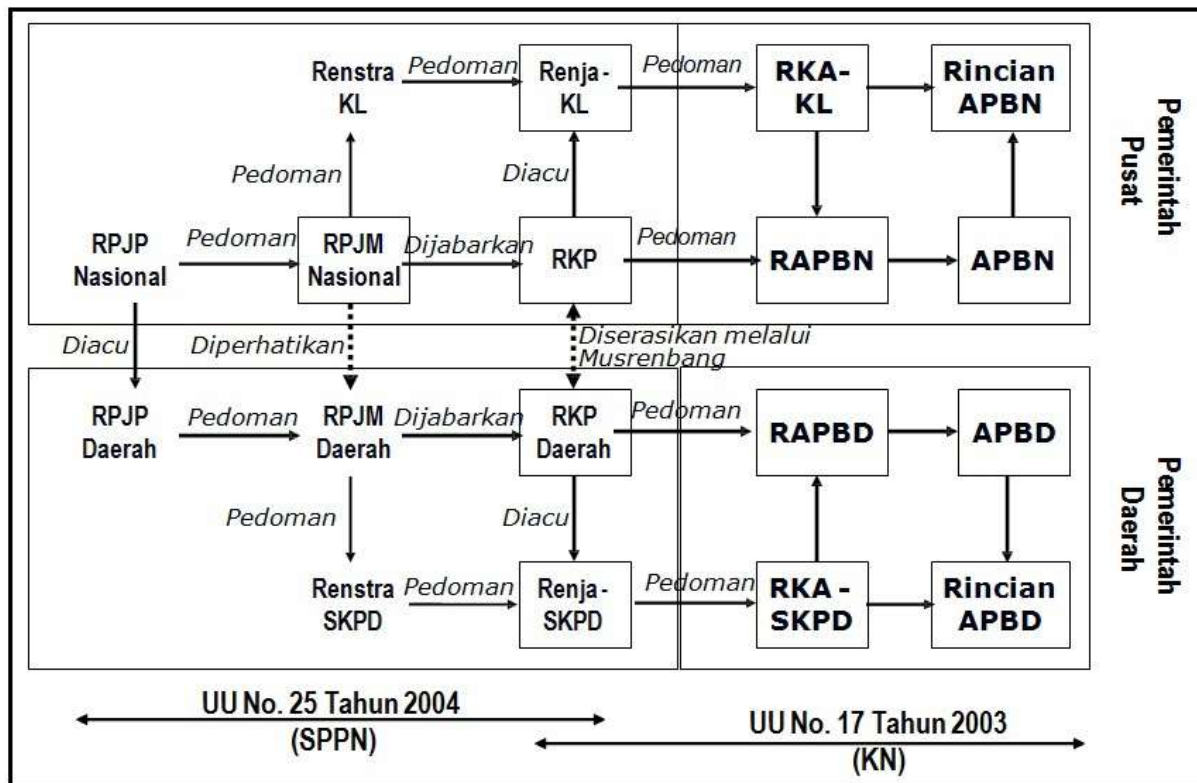 Renstra
KL
Pedoman
Renja -
KL
Pedoman
RKA-
KL
Rincian
APBN
Pemerintah
Pusat
Pedoman
Diacu
RPJP
Nasional
Pedoman
RPJM
Nasional
Dijabarkan
RKP
Pedoman
RAPBN
APBN
Diacu
Diperhatikan
Diserasikan melalui
Musrenbang
RPJP
Daerah
Pedoman
RPJM
Daerah
Dijabarkan
RKP
Daerah
Pedoman
RAPBD
APBD
Pemerintah
Daerah
Pedoman
Diacu
Renstra
SKPD
Pedoman
Renja -
SKPD
Pedoman
RKA -
SKPD
Rincian
APBD
UU No. 25 Tahun 2004
(SPPN)
UU No. 17 Tahun 2003
(KN)